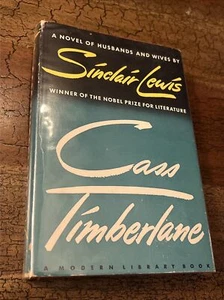 A NOVEL OF HUSBANDS AND WIVES BY
Sinclair Lewis
WINNER OF THE NOBEL PRIZE FOR LITERATURE
Cass
Timberlane
A MODERN LIBRARY BOOK